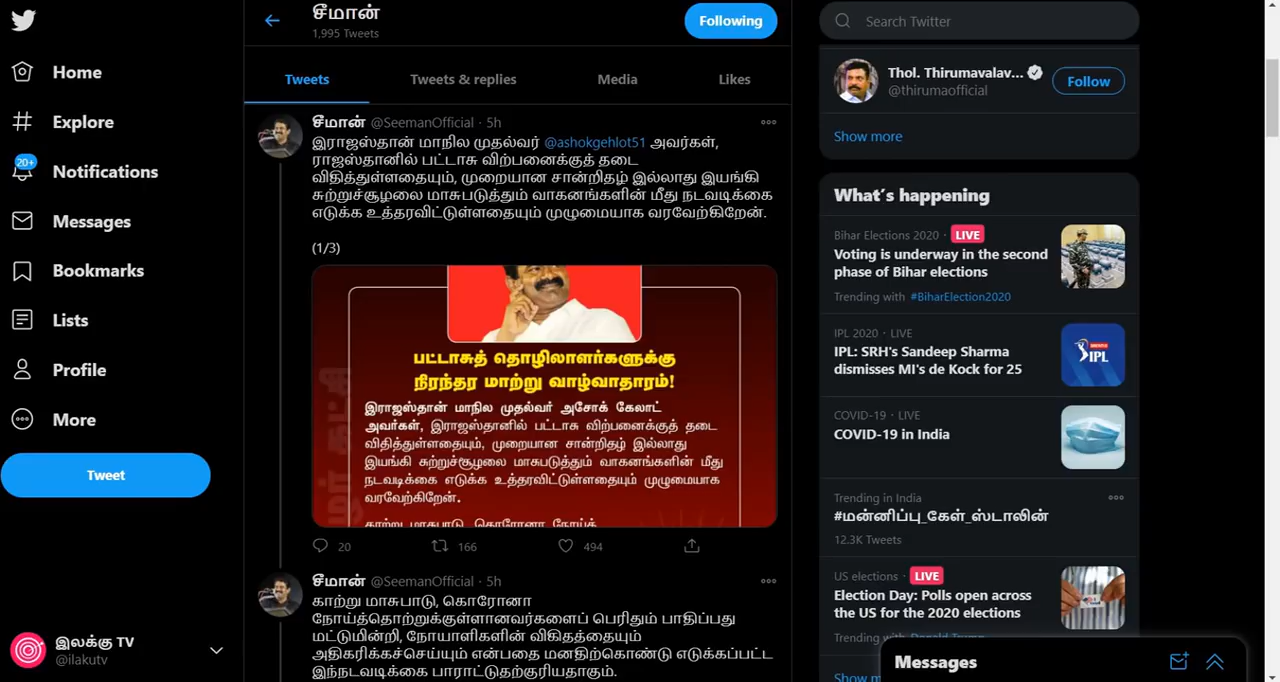 Home
Explore
20+
Notifications
Messages
Bookmarks
Lists
Profile
More
Tweet
இலக்கு TV
@ilakutv
சீமான்
1,995 Tweets
Following
Tweets
Tweets & replies
Media
Likes
சீமான் @SeemanOfficial · 5h
இராஜஸ்தான் மாநில முதல்வர் @ashokgehlot51 அவர்கள்,
ராஜஸ்தானில் பட்டாசு விற்பனைக்குத் தடை
விதித்துள்ளதையும், முறையான சான்றிதழ் இல்லாது இயங்கி
சுற்றுச்சூழலை மாசுபடுத்தும் வாகனங்களின் மீது நடவடிக்கை
எடுக்க உத்தரவிட்டுள்ளதையும் முழுமையாக வரவேற்கிறேன்.
(1/3)
பட்டாசுத் தொழிலாளர்களுக்கு
நிரந்தர மாற்று வாழ்வாதாரம்!
இராஜஸ்தான் மாநில முதல்வர் அசோக் கேலாட்
அவர்கள், இராஜஸ்தானில் பட்டாசு விற்பனைக்குத் தடை
விதித்துள்ளதையும், முறையான சான்றிதழ் இல்லாது
இயங்கி சுற்றுச்சூழலை மாசுபடுத்தும் வாகனங்களின் மீது
நடவடிக்கை எடுக்க உத்தரவிட்டுள்ளதையும் முழுமையாக
வரவேற்கிறேன்.
காற்று மாசுபாடு, கொரோனா நோய்த்
20
166
494
சீமான் @SeemanOfficial · 5h
காற்று மாசுபாடு, கொரோனா
நோய்த்தொற்றுக்குள்ளானவர்களைப் பெரிதும் பாதிப்பது
மட்டுமின்றி, நோயாளிகளின் விகிதத்தையும்
அதிகரிக்கச்செய்யும் என்பதை மனதிற்கொண்டு எடுக்கப்பட்ட
இந்நடவடிக்கை பாராட்டுதற்குரியதாகும்.
Search Twitter
Thol. Thirumavalav...
@thirumaofficial
Follow
Show more
What's happening
Bihar Elections 2020 · LIVE
Voting is underway in the second
phase of Bihar elections
Trending with #BiharElection2020
IPL 2020 · LIVE
IPL: SRH's Sandeep Sharma
dismisses MI's de Kock for 25
IPL
COVID-19 · LIVE
COVID-19 in India
Trending in India
#மன்னிப்பு_கேள்_ஸ்டாலின்
12.3K Tweets
US elections · LIVE
Election Day: Polls open across
the US for the 2020 elections
Trending with Donald Trump
Show m
Messages